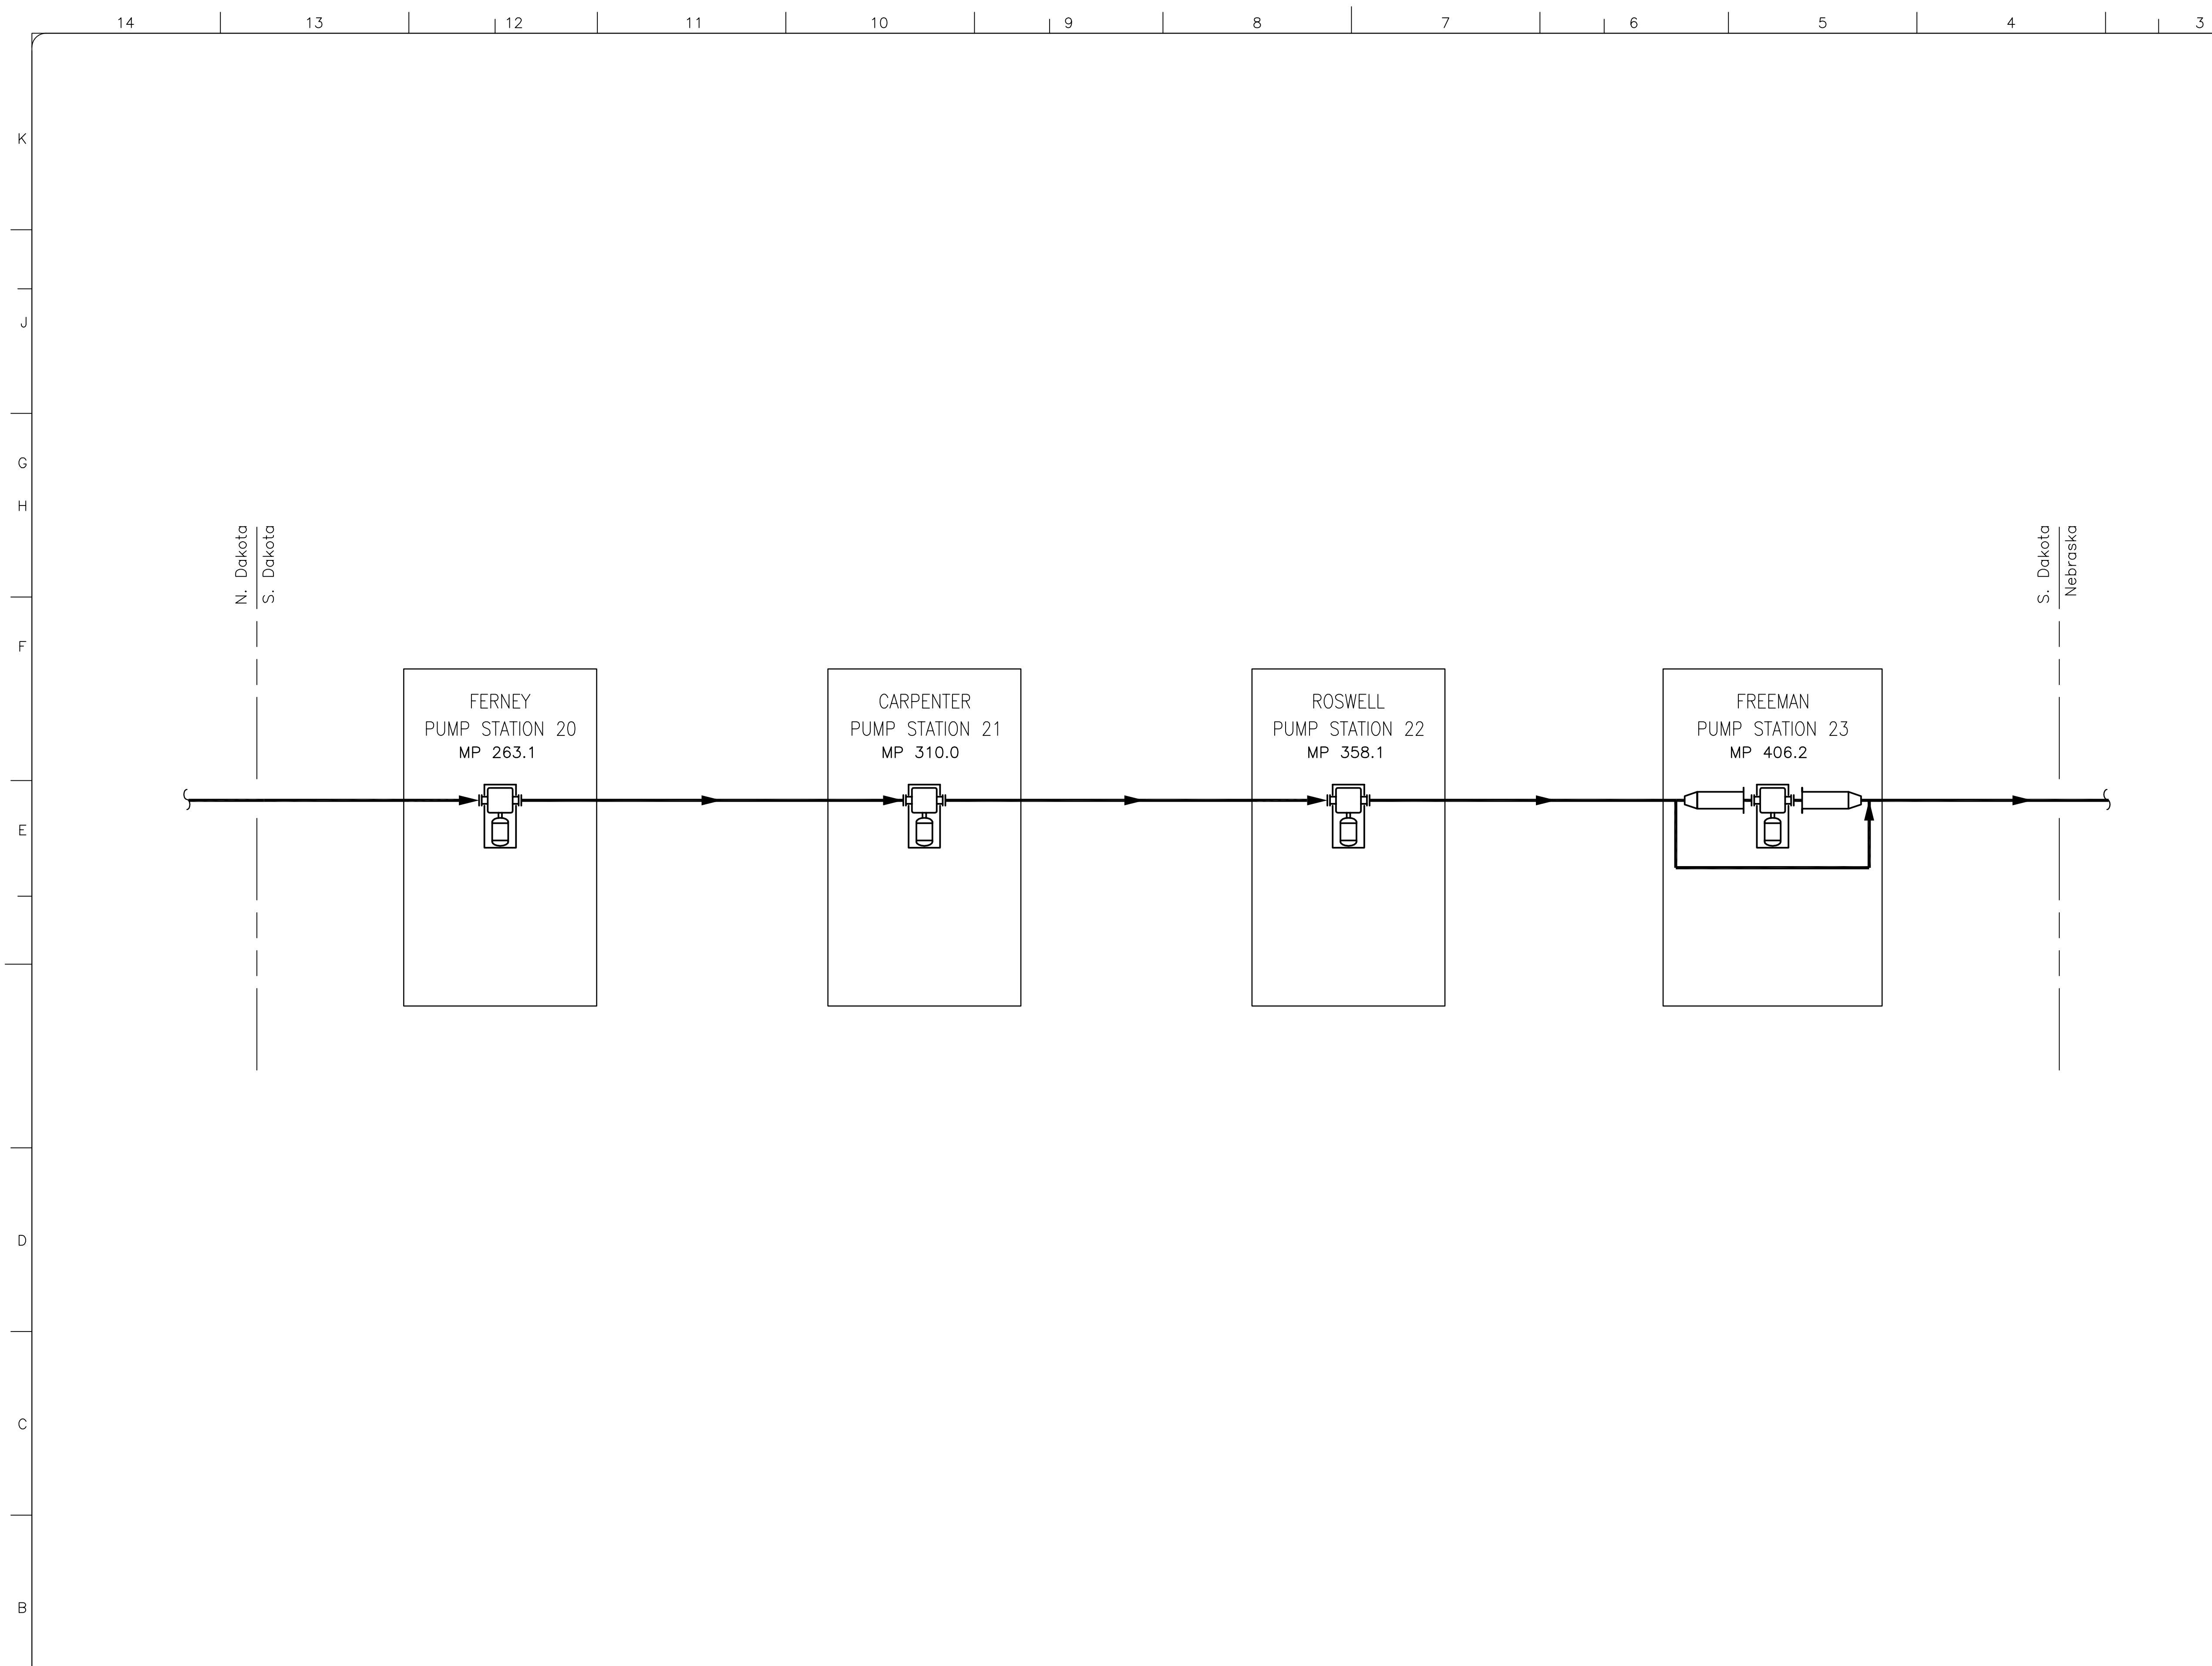 14 13 12 11 10 9 8 7 6 5 4 3
K
J
G
H
N. Dakota
S. Dakota
S. Dakota
Nebraska
F
FERNEY
PUMP STATION 20
MP 263.1
CARPENTER
PUMP STATION 21
MP 310.0
ROSWELL
PUMP STATION 22
MP 358.1
FREEMAN
PUMP STATION 23
MP 406.2
E
D
C
B